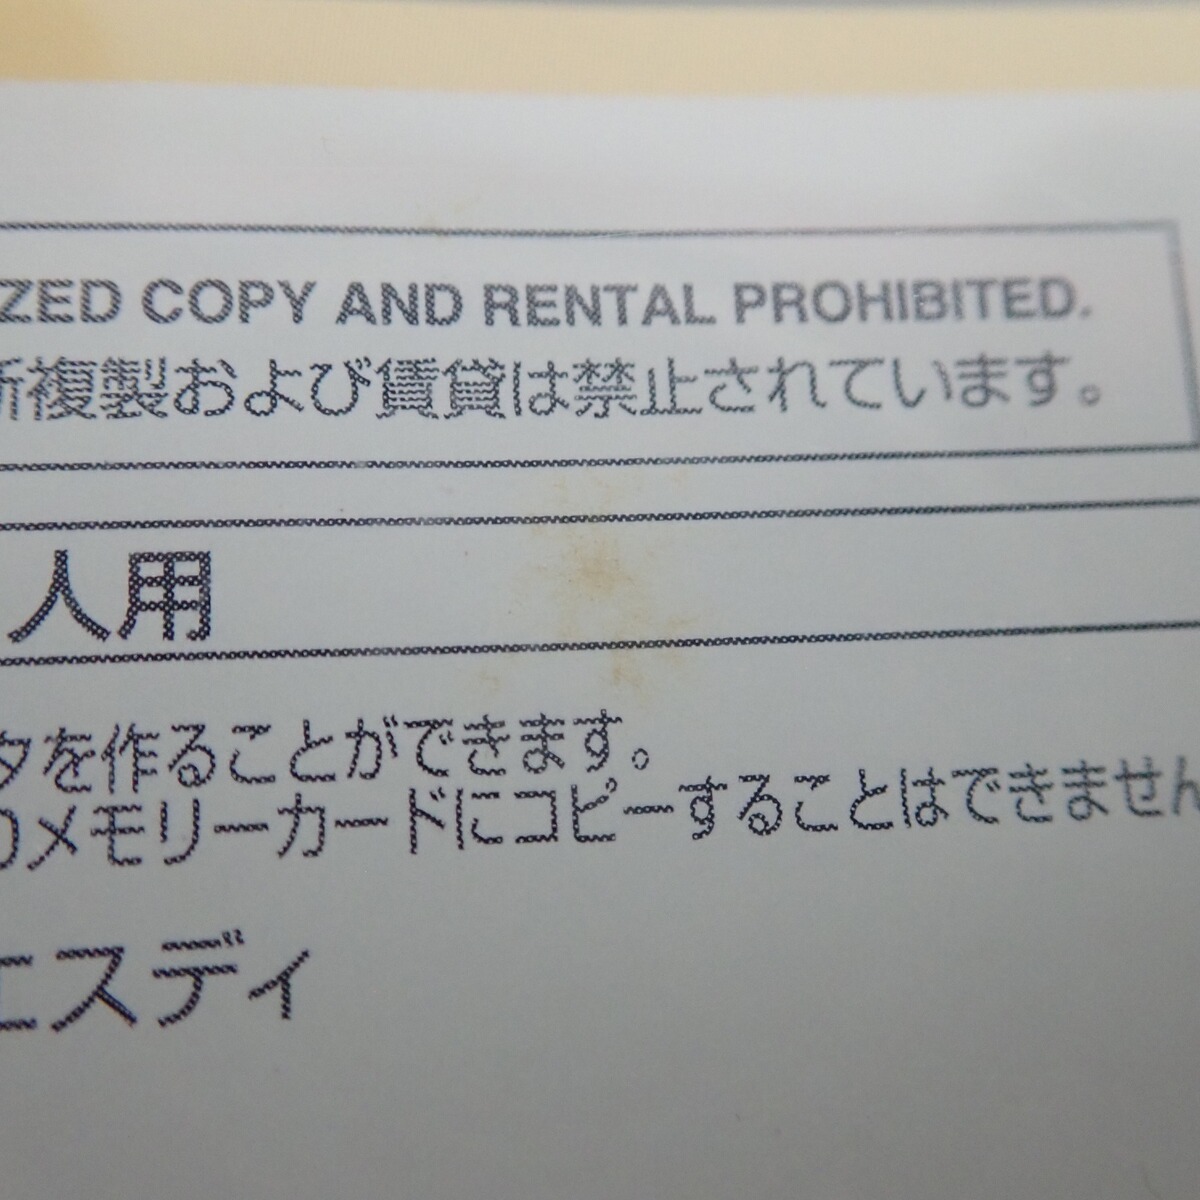 ZED COPY AND RENTAL PROHIBITED.
断複製および賃貸は禁止されています。
人用
タを作ることができます。
のメモリーカードにコピーすることはできません
エスディ